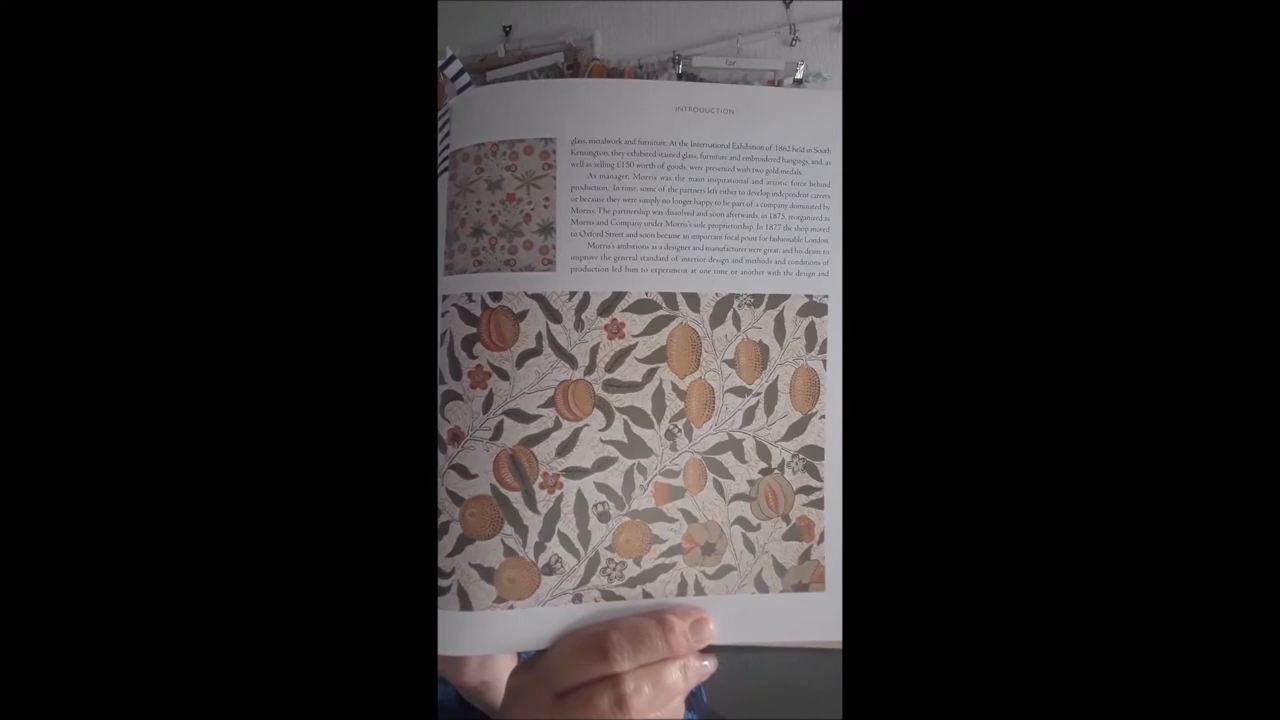 INTRODUCTION
glass, metalwork and furniture. At the International Exhibition of 1862 held in South
Kensington, they exhibited stained glass, furniture and embroidered hangings, and, as
well as selling £150 worth of goods, were presented with two gold medals.
As manager, Morris was the main inspirational and artistic force behind
production. In time, some of the partners left either to develop independent careers
or because they were simply no longer happy to be part of a company dominated by
Morris. The partnership was dissolved and soon afterwards, in 1875, reorganized as
Morris and Company under Morris's sole proprietorship. In 1877 the shop moved
to Oxford Street and soon because an important focal point for fashionable London.
Morris's ambitions as a designer and manufacturer were great, and his desire to
improve the general standard of interior design and methods and conditions of
production led him to experiment at one time or another with the design and